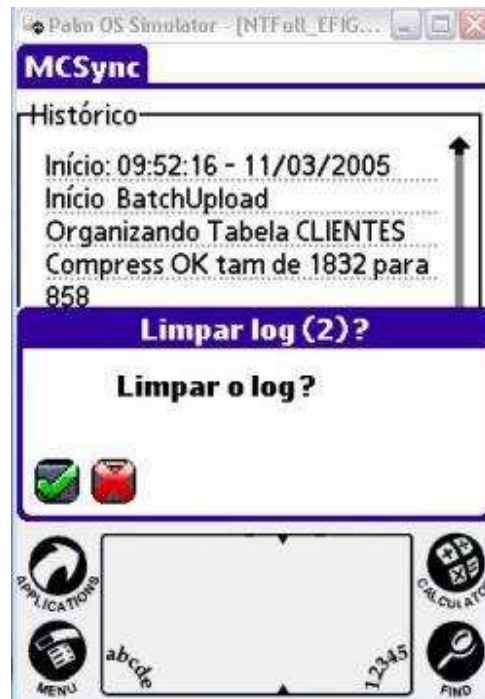 Palm OS Simulator - [NTFull_EFIG...
MCSync
Histórico
Início: 09:52:16 - 11/03/2005
Início BatchUpload
Organizando Tabela CLIENTES
Compress OK tam de 1832 para
858
Limpar log (2)?
Limpar o log?
APPLICATIONS
CALCULATOR
MENU
abcde
12345
FIND